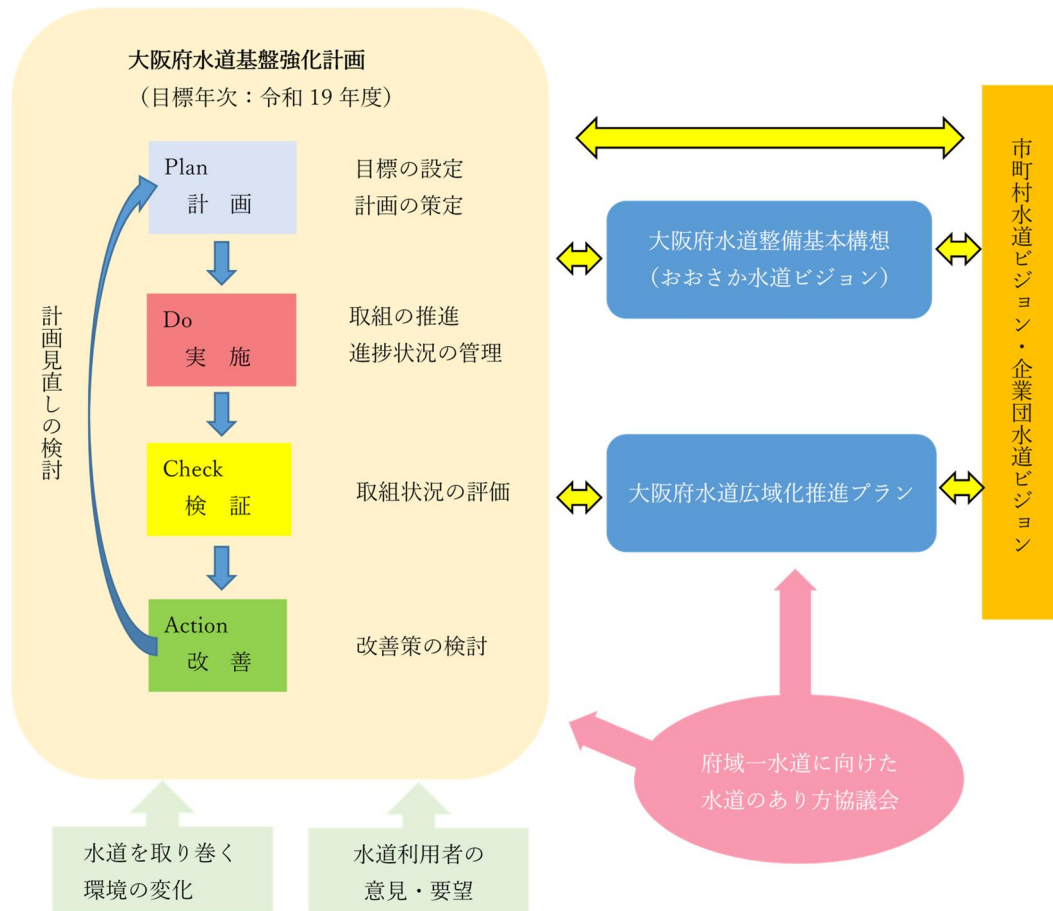 大阪府水道基盤強化計画
（目標年次：令和 19 年度）
Plan
計　画
目標の設定
計画の策定
Do
実　施
取組の推進
進捗状況の管理
Check
検　証
取組状況の評価
Action
改　善
改善策の検討
計画見直しの検討
大阪府水道整備基本構想
（おおさか水道ビジョン）
大阪府水道広域化推進プラン
市町村水道ビジョン・企業団水道ビジョン
府域一水道に向けた
水道のあり方協議会
水道を取り巻く
環境の変化
水道利用者の
意見・要望